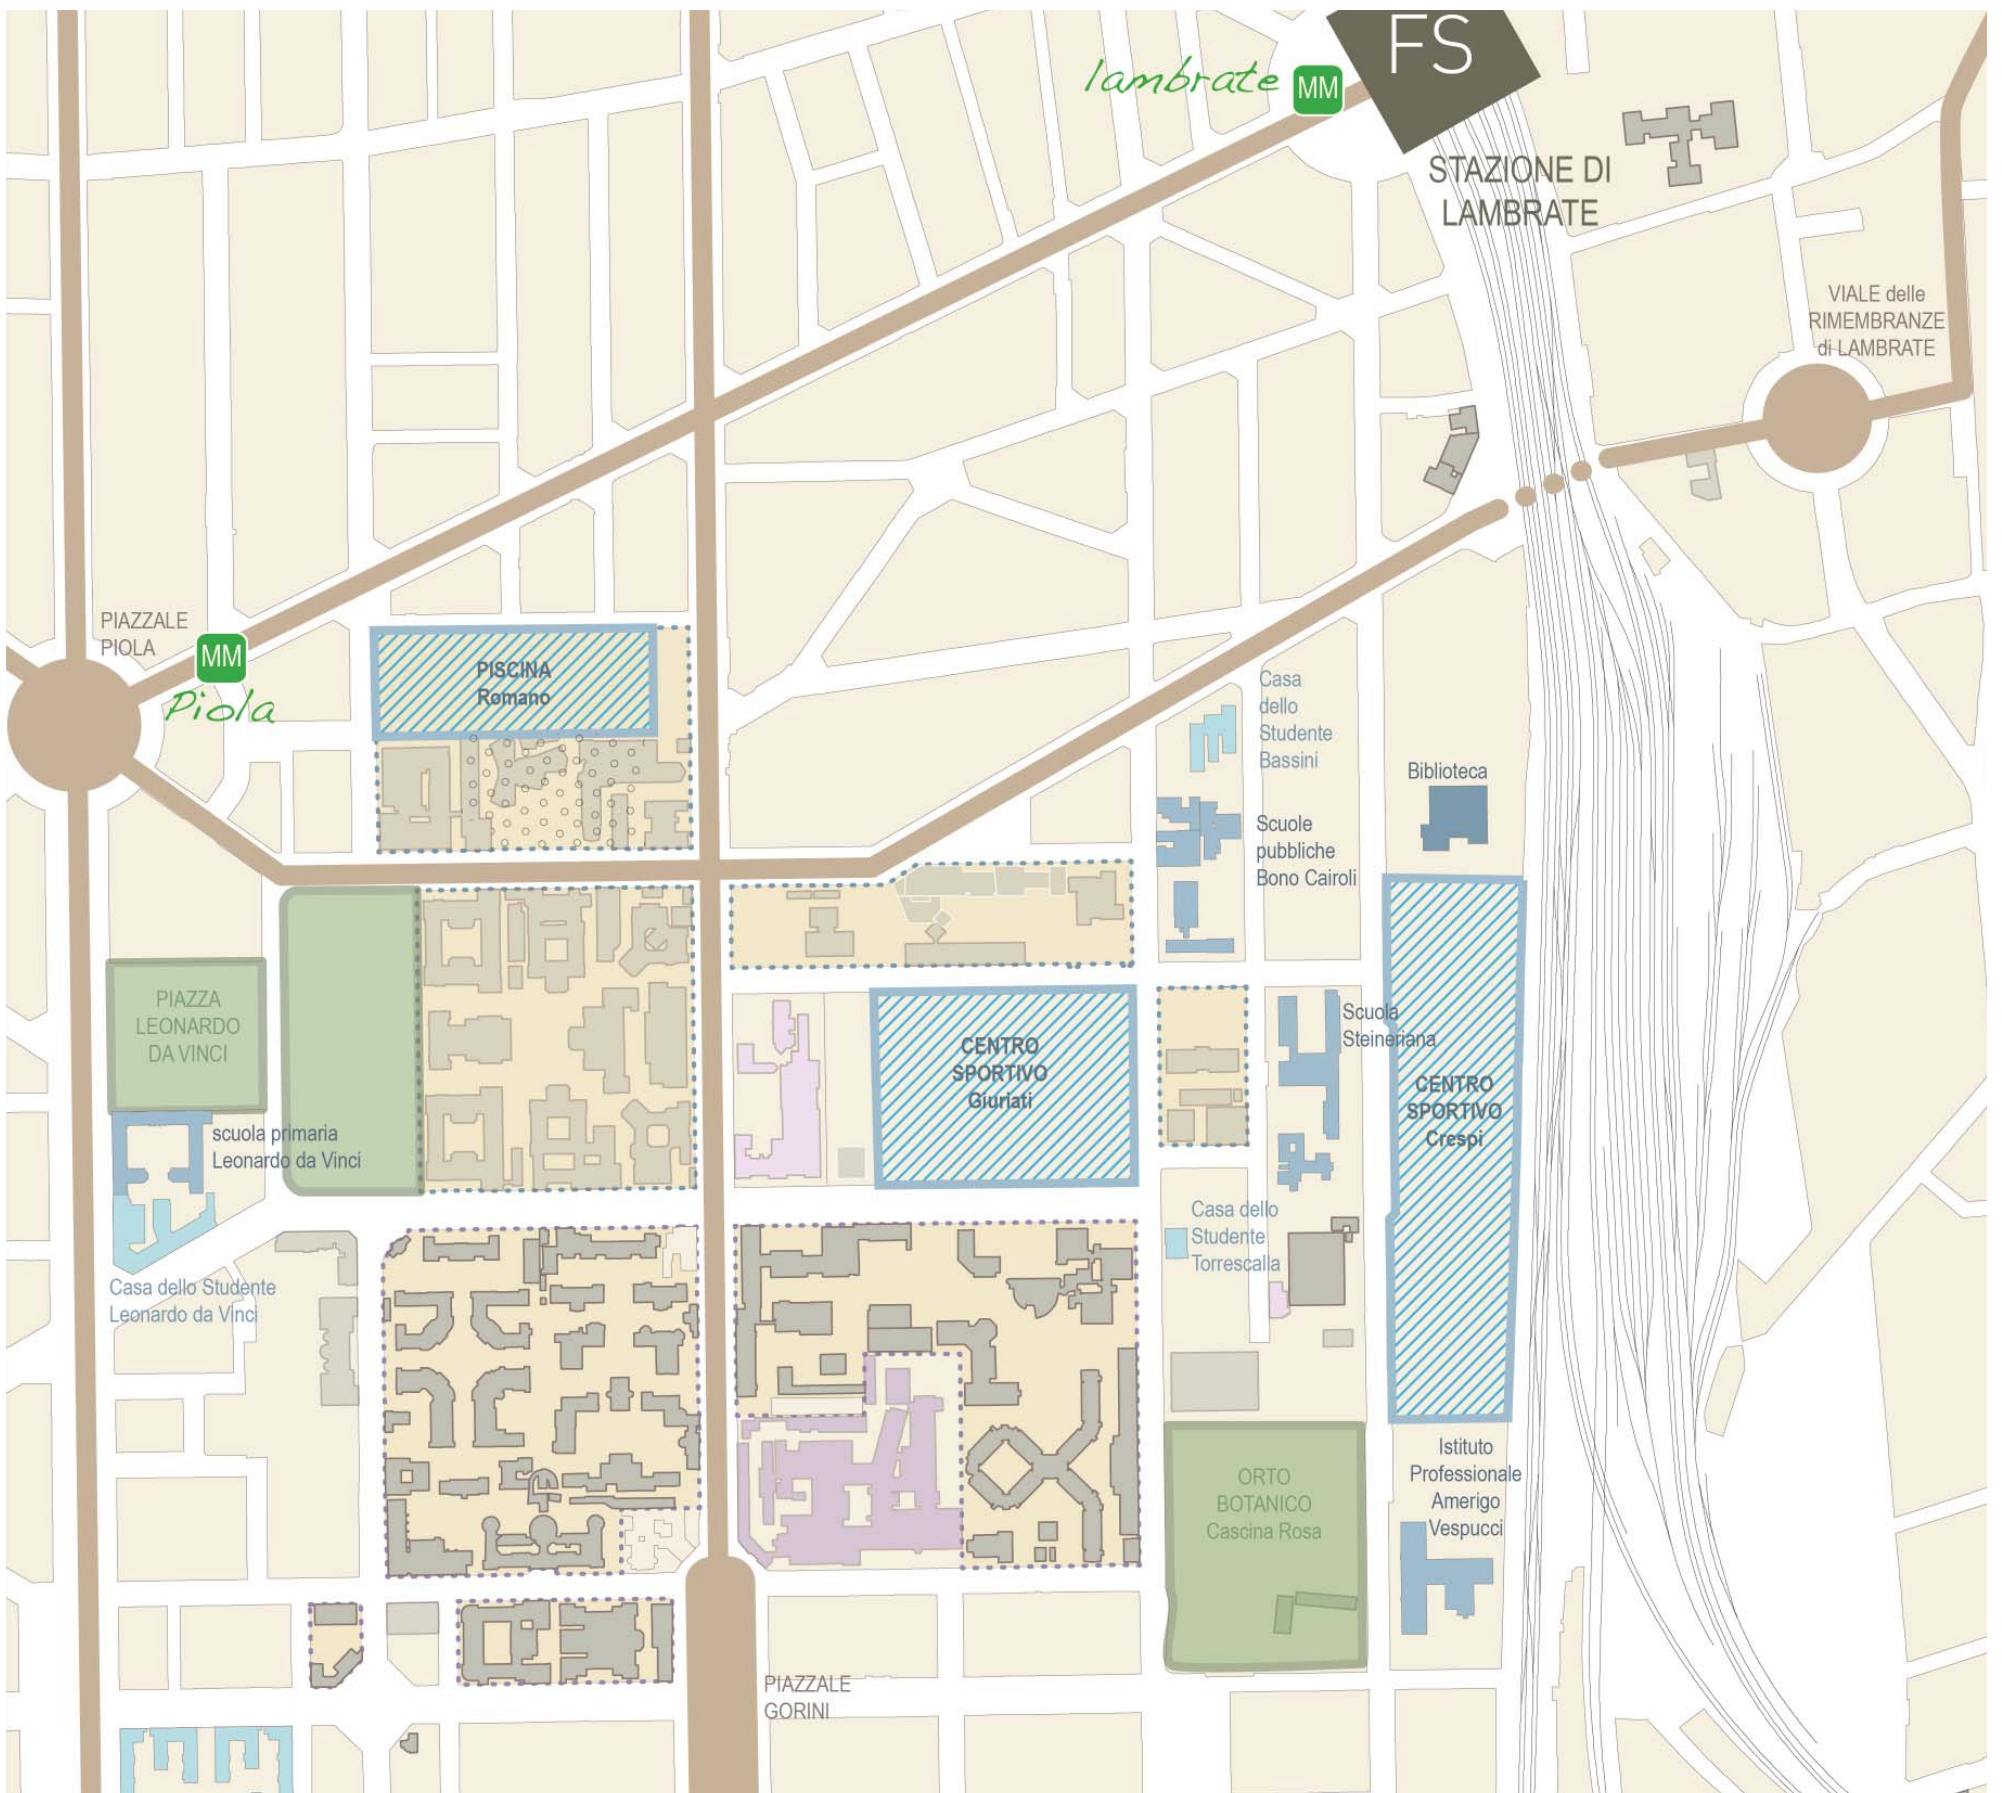 FS
lambrate MM
STAZIONE DI
LAMBRATE
VIALE delle
RIMEMBRANZE
di LAMBRATE
PIAZZALE
PIOLA
MM
Piola
PISCINA
Romano
Casa
dello
Studente
Bassini
Biblioteca
Scuole
pubbliche
Bono Cairoli
PIAZZA
LEONARDO
DA VINCI
CENTRO
SPORTIVO
Giuriati
Scuola
Steineriana
CENTRO
SPORTIVO
Crespi
scuola primaria
Leonardo da Vinci
Casa dello
Studente
Torrescalla
Casa dello Studente
Leonardo da Vinci
ORTO
BOTANICO
Cascina Rosa
Istituto
Professionale
Amerigo
Vespucci
PIAZZALE
GORINI